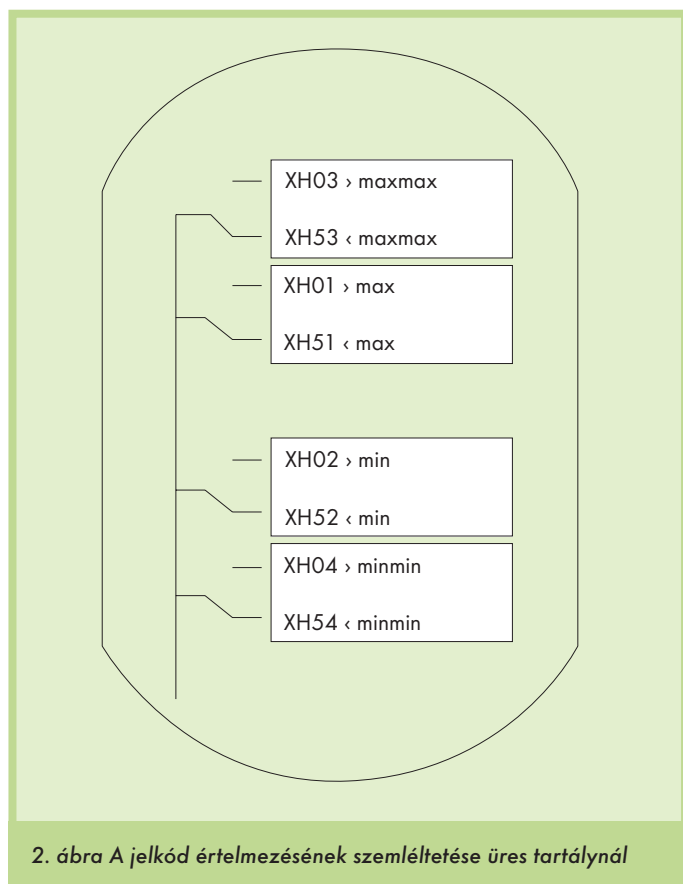 XH03 › maxmax
XH53 ‹ maxmax
XH01 › max
XH51 ‹ max
XH02 › min
XH52 ‹ min
XH04 › minmin
XH54 ‹ minmin
2. ábra A jelkód értelmezésének szemléltetése üres tartálynál